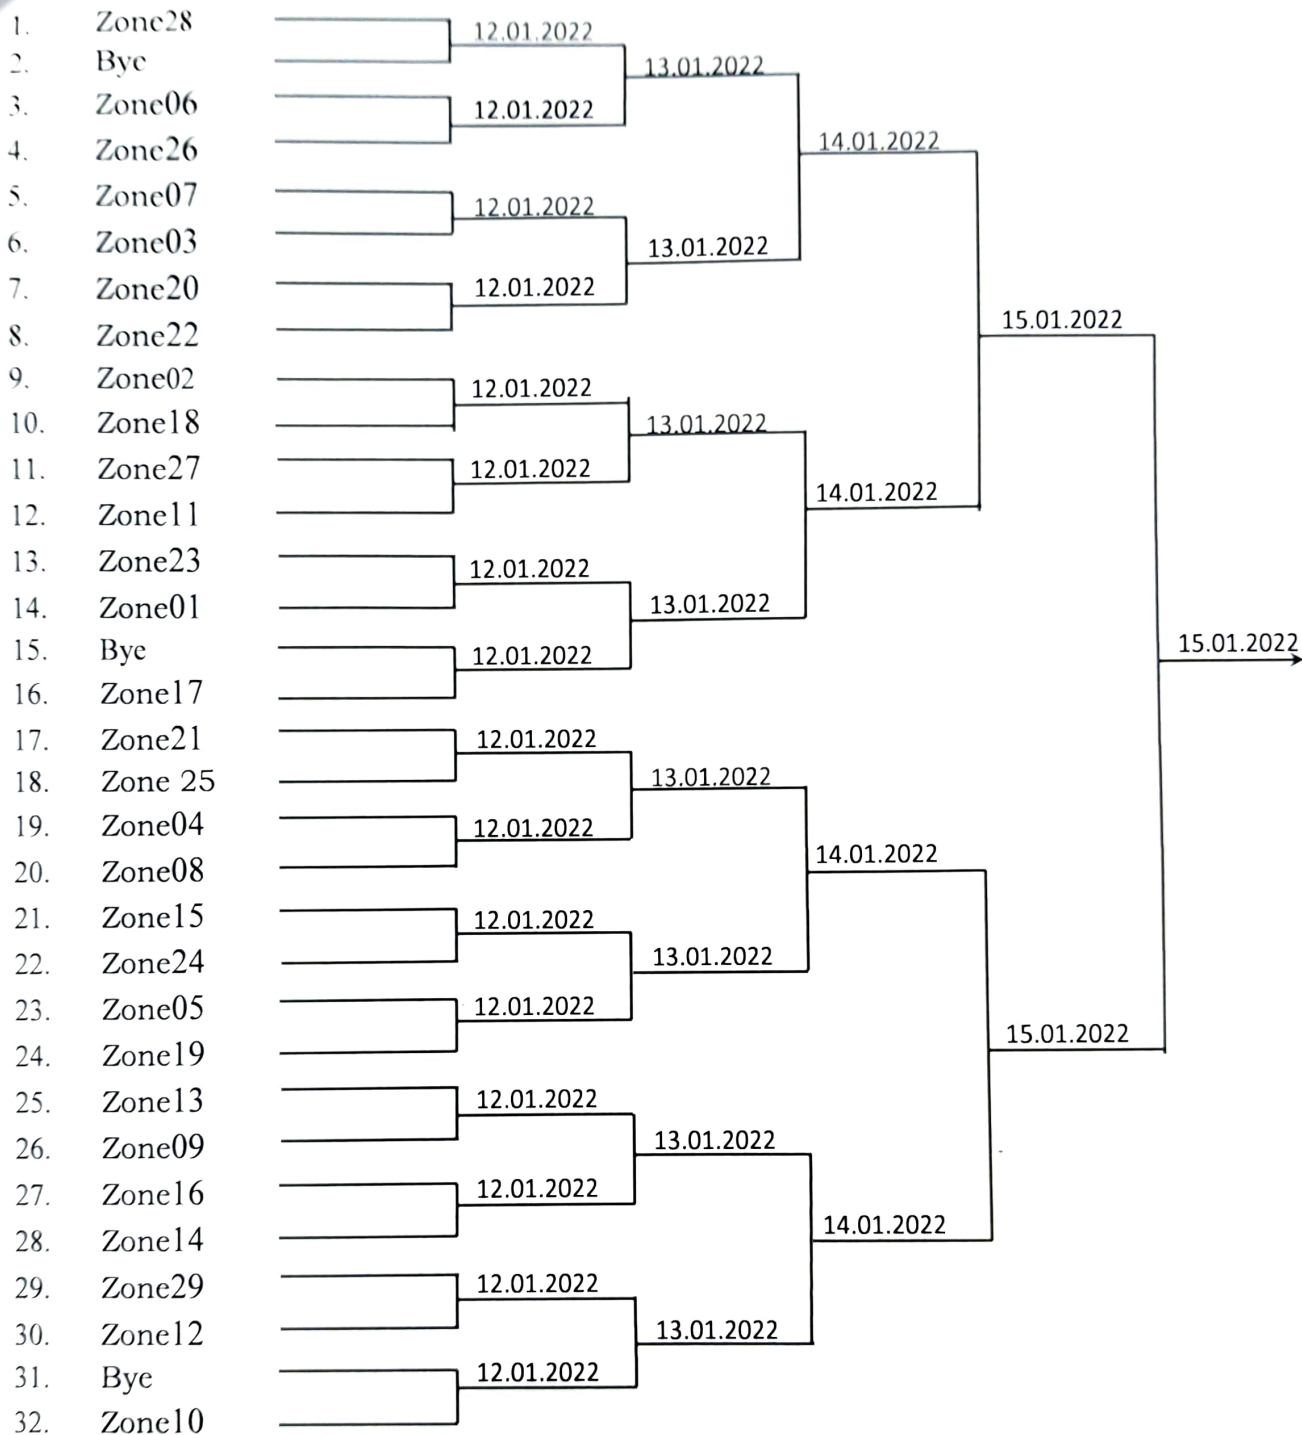 1. Zone28
12.01.2022
2. Bye
13.01.2022
3. Zone06
12.01.2022
4. Zone26
14.01.2022
5. Zone07
12.01.2022
6. Zone03
13.01.2022
7. Zone20
12.01.2022
8. Zone22
15.01.2022
9. Zone02
12.01.2022
10. Zone18
13.01.2022
11. Zone27
12.01.2022
14.01.2022
12. Zone11
13. Zone23
12.01.2022
14. Zone01
13.01.2022
15. Bye
12.01.2022
15.01.2022
16. Zone17
17. Zone21
12.01.2022
18. Zone 25
13.01.2022
19. Zone04
12.01.2022
14.01.2022
20. Zone08
21. Zone15
12.01.2022
22. Zone24
13.01.2022
23. Zone05
12.01.2022
15.01.2022
24. Zone19
25. Zone13
12.01.2022
26. Zone09
13.01.2022
27. Zone16
12.01.2022
14.01.2022
28. Zone14
29. Zone29
12.01.2022
30. Zone12
13.01.2022
31. Bye
12.01.2022
32. Zone10